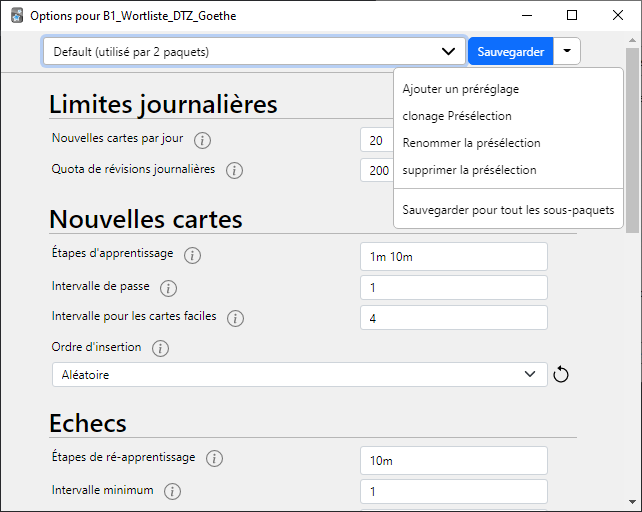 Options pour B1_Wortliste_DTZ_Goethe
Default (utilisé par 2 paquets)
Sauvegarder
Ajouter un préréglage
clonage Présélection
Renommer la présélection
supprimer la présélection
Sauvegarder pour tout les sous-paquets
Limites journalières
Nouvelles cartes par jour
20
Quota de révisions journalières
200
Nouvelles cartes
Étapes d'apprentissage
1m 10m
Intervalle de passe
1
Intervalle pour les cartes faciles
4
Ordre d'insertion
Aléatoire
Echecs
Étapes de ré-apprentissage
10m
Intervalle minimum
1